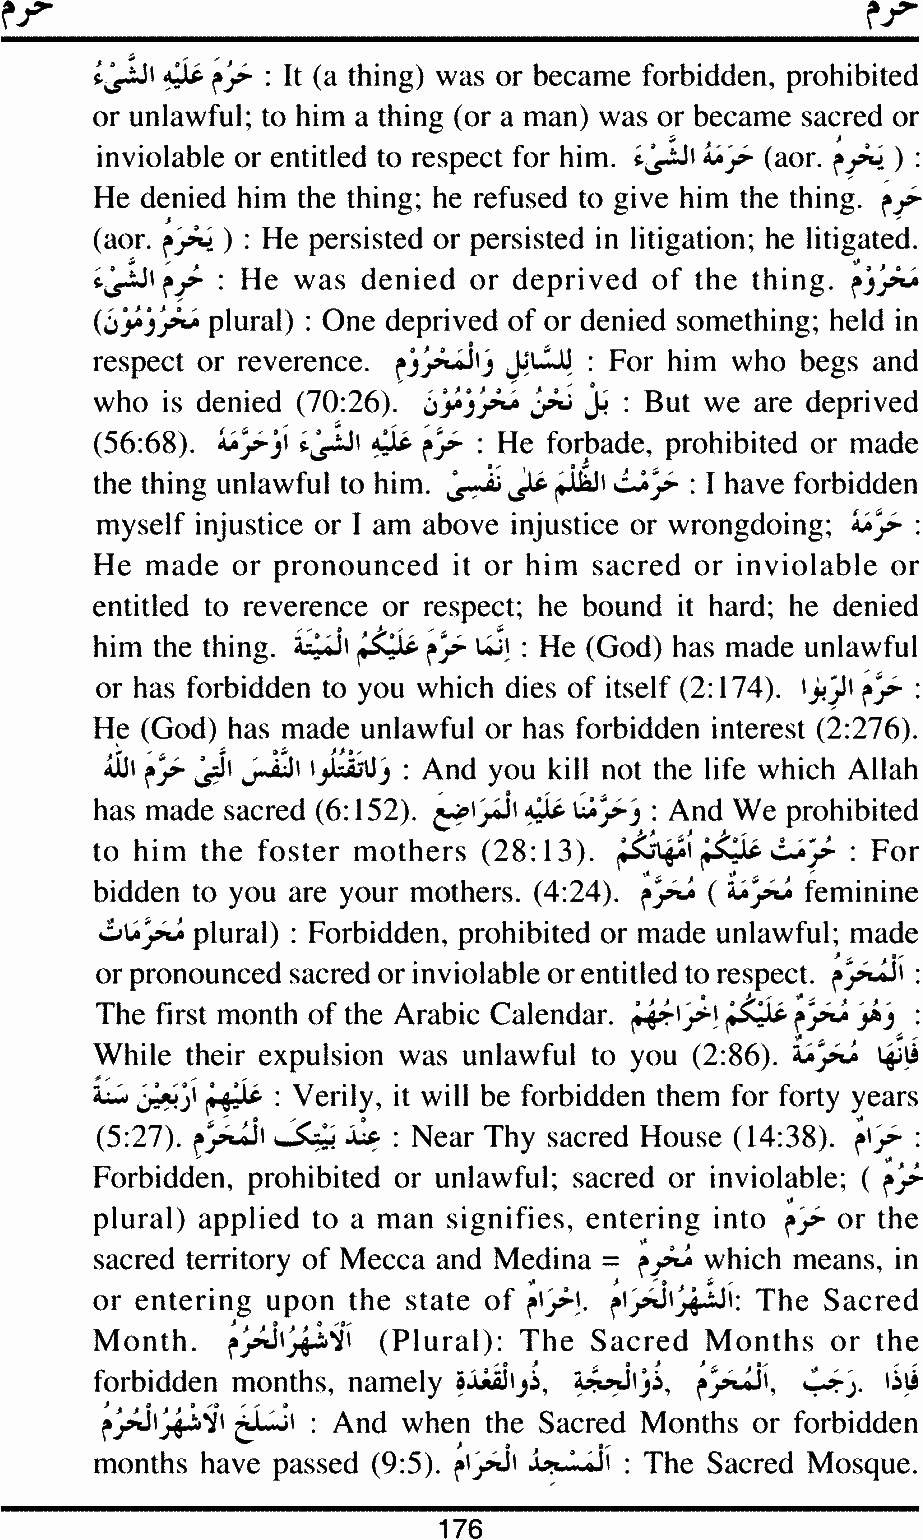 حرم حرم
حَرُمَ عَلَيْهِ الشَّيْءُ : It (a thing) was or became forbidden, prohibited
or unlawful; to him a thing (or a man) was or became sacred or
inviolable or entitled to respect for him. حَرَمَهُ الشَّيْءَ (aor. يَحْرِمُ ) :
He denied him the thing; he refused to give him the thing. حَرِمَ
(aor. يَحْرَمُ ) : He persisted or persisted in litigation; he litigated.
حُرِمَ الشَّيْءَ : He was denied or deprived of the thing. مَحْرُوْمٌ
(مَحْرُوْمُوْنَ plural) : One deprived of or denied something; held in
respect or reverence. لِلسَّائِلِ وَالْمَحْرُوْمِ : For him who begs and
who is denied (70:26). بَلْ نَحْنُ مَحْرُوْمُوْنَ : But we are deprived
(56:68). حَرَّمَ عَلَيْهِ الشَّيْءَ اَوْحَرَّمَهُ : He forbade, prohibited or made
the thing unlawful to him. حَرَّمْتُ الظُّلْمَ عَلٰى نَفْسِيْ : I have forbidden
myself injustice or I am above injustice or wrongdoing; حَرَّمَهُ :
He made or pronounced it or him sacred or inviolable or
entitled to reverence or respect; he bound it hard; he denied
him the thing. اِنَّمَا حَرَّمَ عَلَيْكُمُ الْمَيْتَةَ : He (God) has made unlawful
or has forbidden to you which dies of itself (2:174). حَرَّمَ الرِّبٰوا :
He (God) has made unlawful or has forbidden interest (2:276).
وَلَاتَقْتُلُوا النَّفْسَ الَّتِىْ حَرَّمَ اللّٰهُ : And you kill not the life which Allah
has made sacred (6:152). وَحَرَّمْنَا عَلَيْهِ الْمَرَاضِعَ : And We prohibited
to him the foster mothers (28:13). حُرِّمَتْ عَلَيْكُمْ اُمَّهَاتُكُمْ : For
bidden to you are your mothers. (4:24). مُحَرَّمٌ ( مُحَرَّمَةٌ feminine
مُحَرَّمَاتٌ plural) : Forbidden, prohibited or made unlawful; made
or pronounced sacred or inviolable or entitled to respect. اَلْمُحَرَّمُ :
The first month of the Arabic Calendar. وَهُوَ مُحَرَّمٌ عَلَيْكُمْ اِخْرَاجُهُمْ :
While their expulsion was unlawful to you (2:86). فَاِنَّهَا مُحَرَّمَةٌ
عَلَيْهِمْ اَرْبَعِيْنَ سَنَةً : Verily, it will be forbidden them for forty years
(5:27). عِنْدَ بَيْتِكَ الْمُحَرَّمِ : Near Thy sacred House (14:38). حَرَامٌ :
Forbidden, prohibited or unlawful; sacred or inviolable; ( حُرُمٌ
plural) applied to a man signifies, entering into حَرَم or the
sacred territory of Mecca and Medina = مُحْرِمٌ which means, in
or entering upon the state of اِحْرَامٌ. اَلشَّهْرُالْحَرَامُ: The Sacred
Month. اَلْاَشْهُرُالْحُرُمُ (Plural): The Sacred Months or the
forbidden months, namely ذُوالْقَعْدَةِ, ذُوْالْحِجَّةِ, اَلْمُحَرَّمُ, رَجَبٌ. فَاِذَا
انْسَلَخَ الْاَشْهُرُالْحُرُمُ : And when the Sacred Months or forbidden
months have passed (9:5). اَلْمَسْجِدُ الْحَرَامُ : The Sacred Mosque.
176